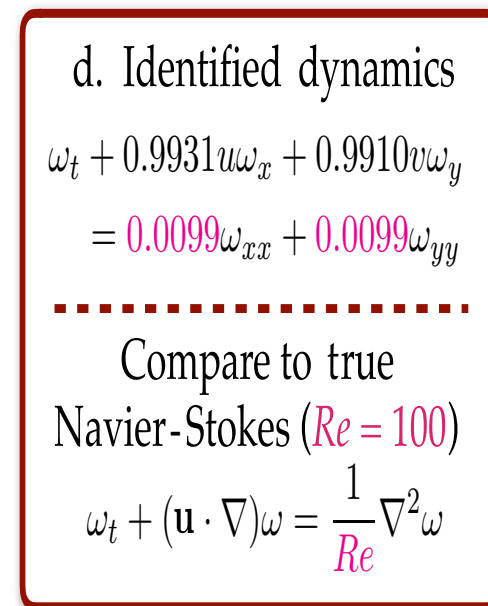 d. Identified dynamics
ω_t + 0.9931uω_x + 0.9910vω_y
= 0.0099ω_xx + 0.0099ω_yy
Compare to true
Navier-Stokes (Re = 100)
ω_t + (𝐮 · ∇)ω = 1/Re ∇²ω